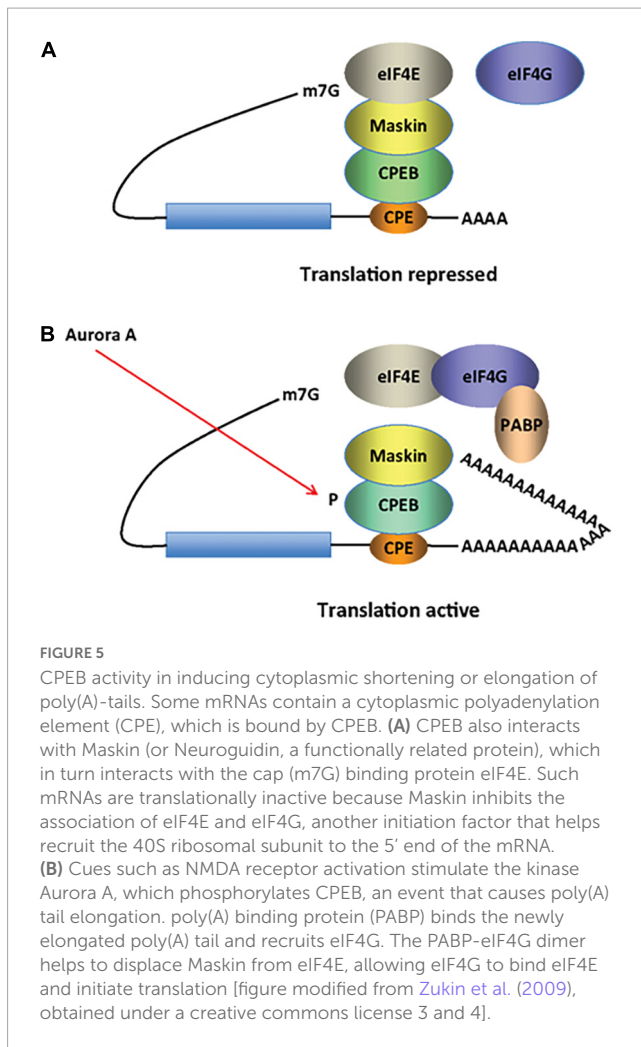 A
eIF4E
eIF4G
m7G
Maskin
CPEB
CPE
AAAA
Translation repressed
B
Aurora A
eIF4E
eIF4G
m7G
PABP
Maskin
AAAAAAAAAAAAA
P
CPEB
AAA
CPE
AAAAAAAAAA
Translation active
FIGURE 5
CPEB activity in inducing cytoplasmic shortening or elongation of
poly(A)-tails. Some mRNAs contain a cytoplasmic polyadenylation
element (CPE), which is bound by CPEB. (A) CPEB also interacts
with Maskin (or Neuroguidin, a functionally related protein), which
in turn interacts with the cap (m7G) binding protein eIF4E. Such
mRNAs are translationally inactive because Maskin inhibits the
association of eIF4E and eIF4G, another initiation factor that helps
recruit the 40S ribosomal subunit to the 5’ end of the mRNA.
(B) Cues such as NMDA receptor activation stimulate the kinase
Aurora A, which phosphorylates CPEB, an event that causes poly(A)
tail elongation. poly(A) binding protein (PABP) binds the newly
elongated poly(A) tail and recruits eIF4G. The PABP-eIF4G dimer
helps to displace Maskin from eIF4E, allowing eIF4G to bind eIF4E
and initiate translation [figure modified from Zukin et al. (2009),
obtained under a creative commons license 3 and 4].